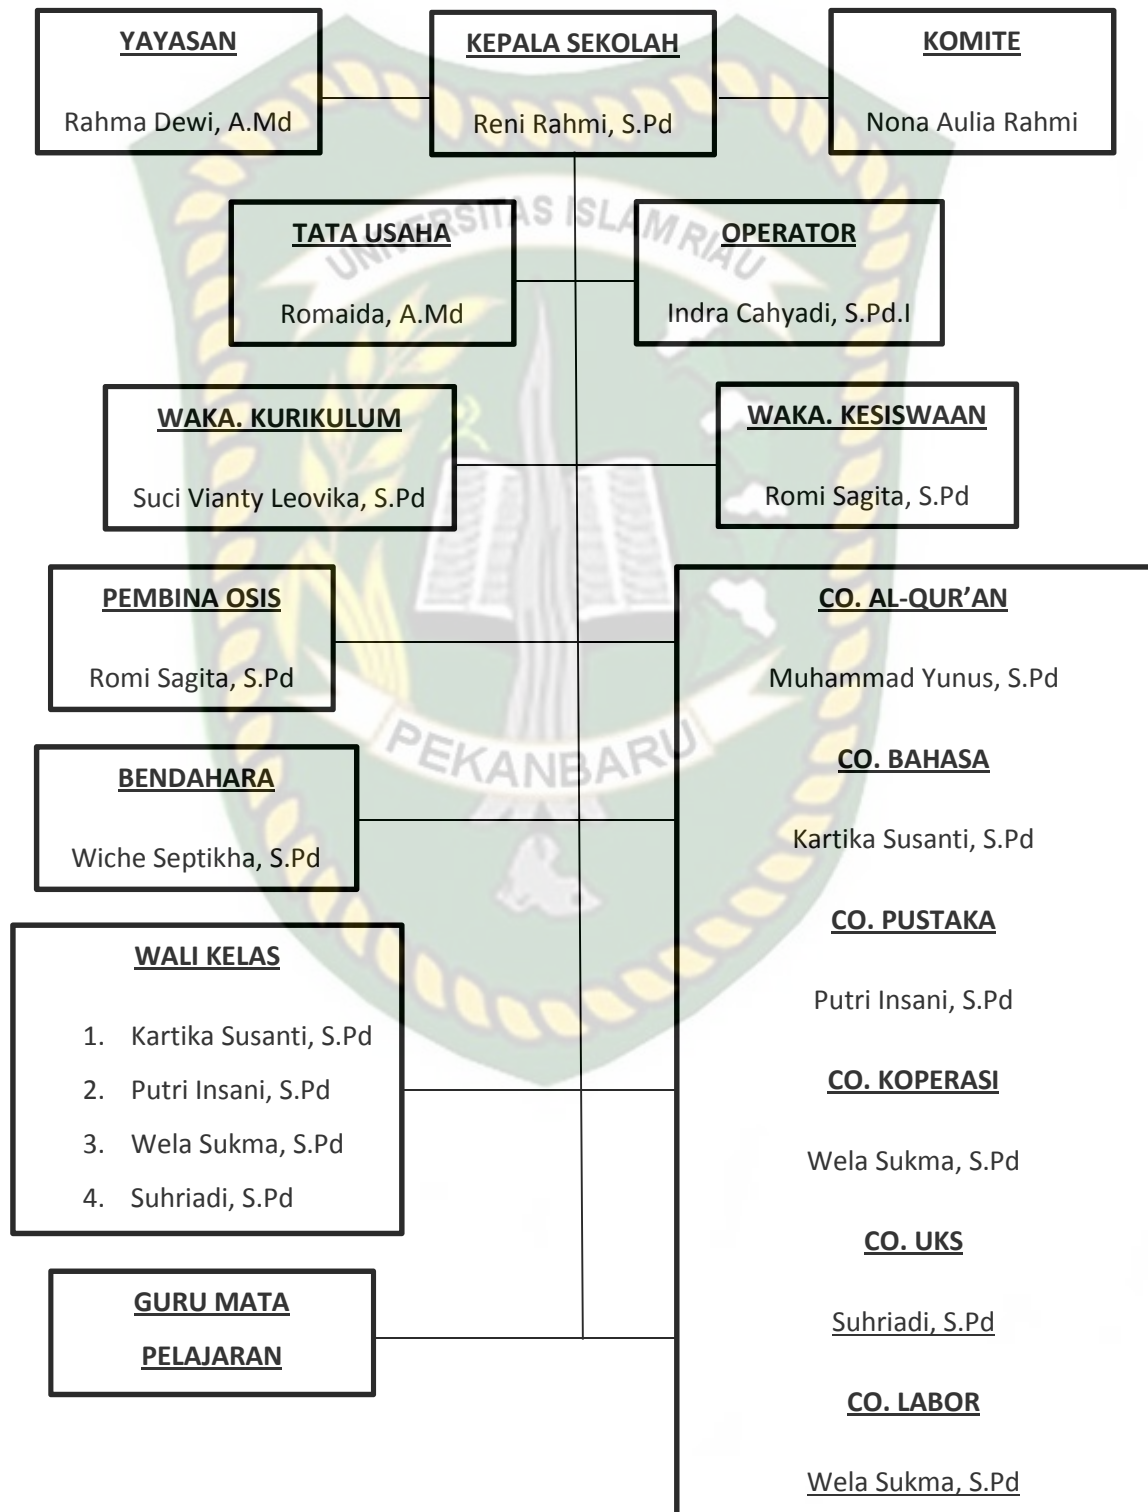 YAYASAN
Rahma Dewi, A.Md
KEPALA SEKOLAH
Reni Rahmi, S.Pd
KOMITE
Nona Aulia Rahmi
UNIVERSITAS ISLAM RIAU
TATA USAHA
Romaida, A.Md
OPERATOR
Indra Cahyadi, S.Pd.I
WAKA. KURIKULUM
Suci Vianty Leovika, S.Pd
WAKA. KESISWAAN
Romi Sagita, S.Pd
PEMBINA OSIS
Romi Sagita, S.Pd
PEKANBARU
BENDAHARA
Wiche Septikha, S.Pd
WALI KELAS
1. Kartika Susanti, S.Pd
2. Putri Insani, S.Pd
3. Wela Sukma, S.Pd
4. Suhriadi, S.Pd
GURU MATA
PELAJARAN
CO. AL-QUR’AN
Muhammad Yunus, S.Pd
CO. BAHASA
Kartika Susanti, S.Pd
CO. PUSTAKA
Putri Insani, S.Pd
CO. KOPERASI
Wela Sukma, S.Pd
CO. UKS
Suhriadi, S.Pd
CO. LABOR
Wela Sukma, S.Pd